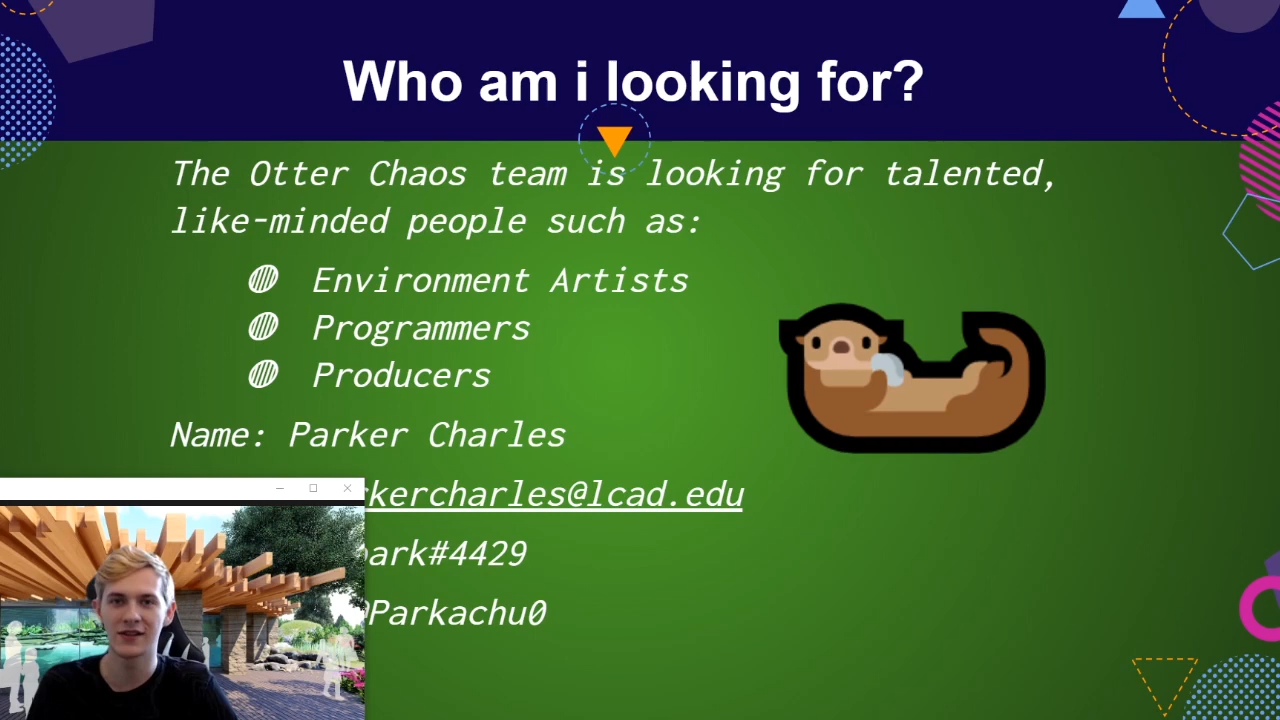 Who am i looking for?
The Otter Chaos team is looking for talented,
like-minded people such as:
Environment Artists
Programmers
Producers
Name: Parker Charles
kercharles@lcad.edu
ark#4429
@Parkachu0